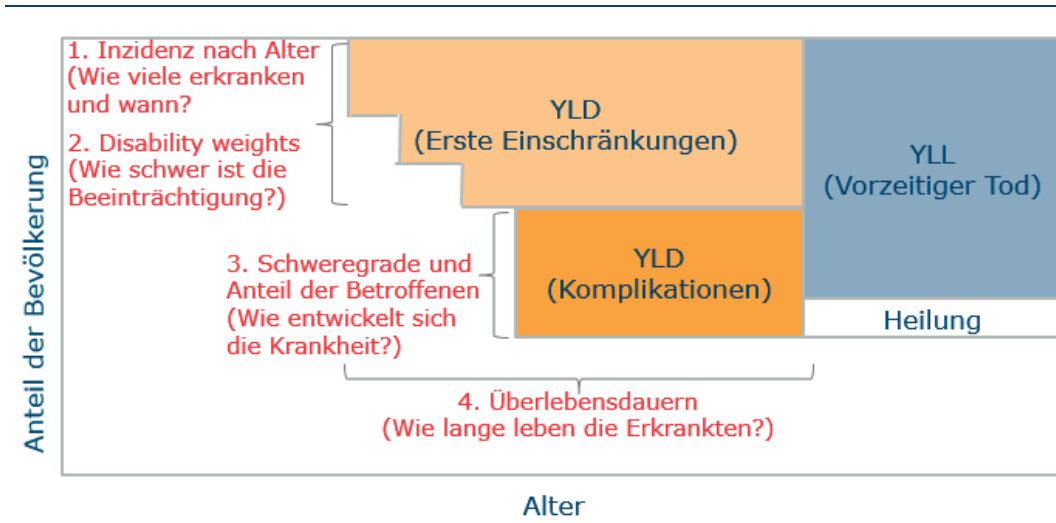 1. Inzidenz nach Alter
(Wie viele erkranken
und wann?
2. Disability weights
(Wie schwer ist die
Beeinträchtigung?)
YLD
(Erste Einschränkungen)
YLL
(Vorzeitiger Tod)
3. Schweregrade und
Anteil der Betroffenen
(Wie entwickelt sich
die Krankheit?)
YLD
(Komplikationen)
Heilung
4. Überlebensdauern
(Wie lange leben die Erkrankten?)
Anteil der Bevölkerung
Alter